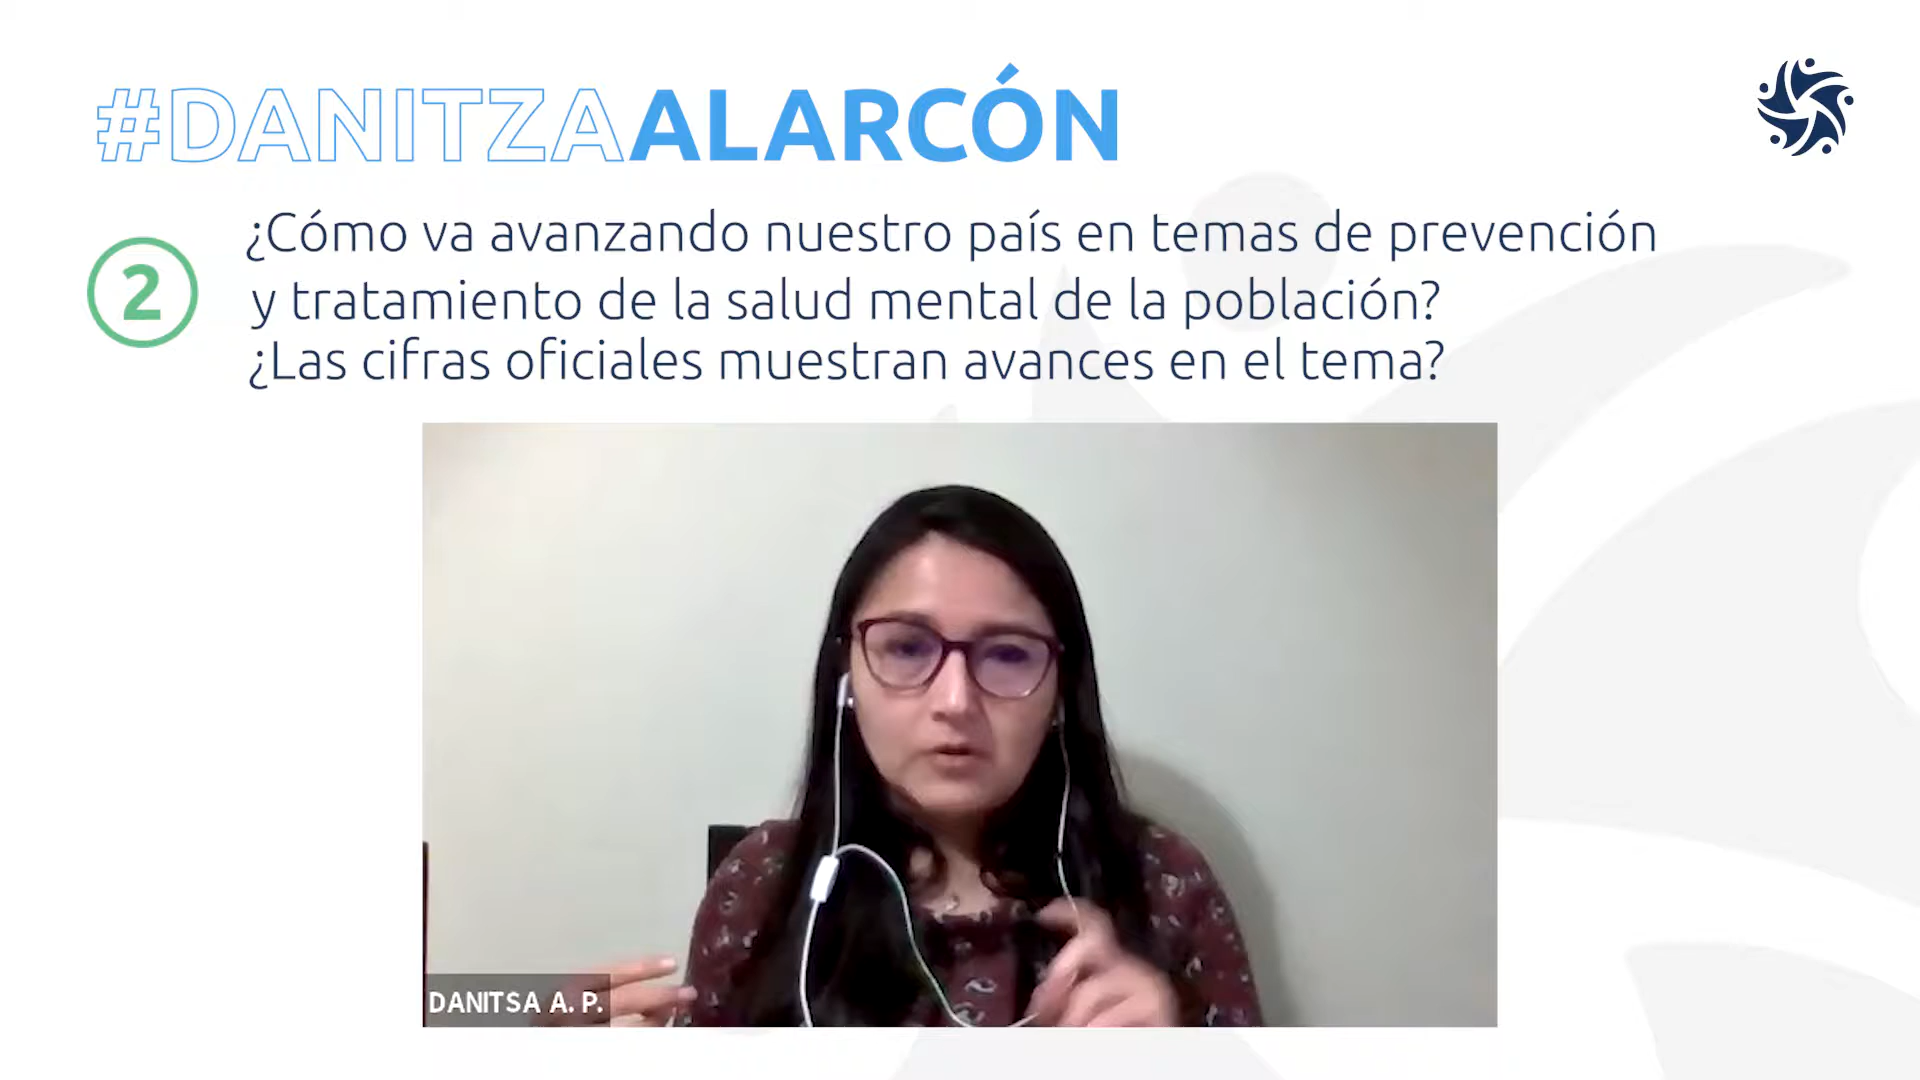 #DANITZAALARCÓN
2
¿Cómo va avanzando nuestro país en temas de prevención
y tratamiento de la salud mental de la población?
¿Las cifras oficiales muestran avances en el tema?
DANITSA A. P.